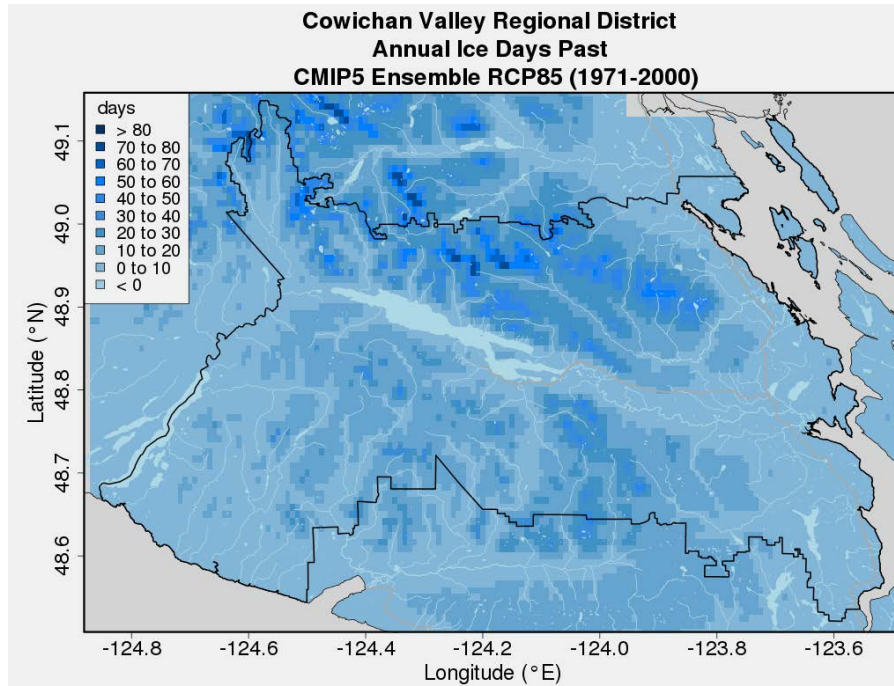 Cowichan Valley Regional District
Annual Ice Days Past
CMIP5 Ensemble RCP85 (1971-2000)
days
> 80
70 to 80
60 to 70
50 to 60
40 to 50
30 to 40
20 to 30
10 to 20
0 to 10
< 0
49.1
49.0
48.9
48.8
48.7
48.6
Latitude (°N)
-124.8
-124.6
-124.4
-124.2
-124.0
-123.8
-123.6
Longitude (°E)